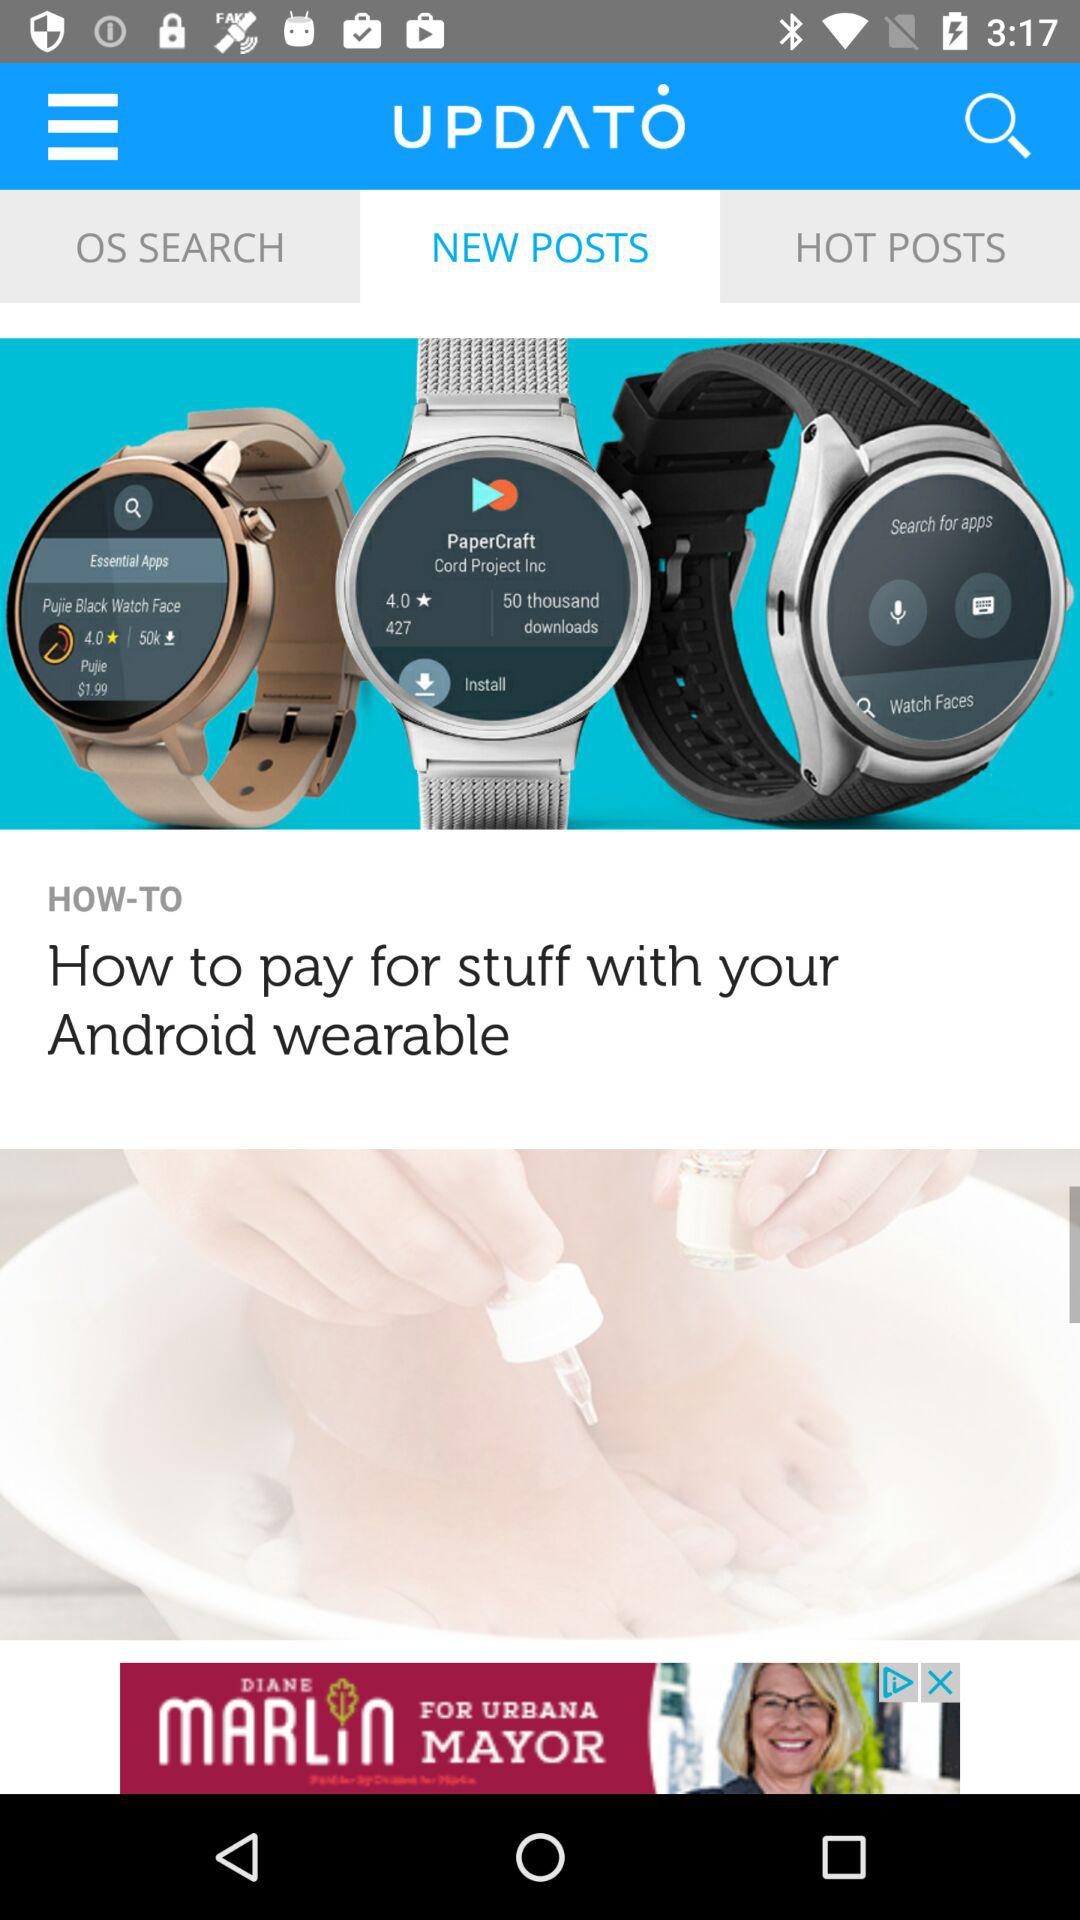 FAKE
3:17
UPDATO
OS SEARCH
NEW POSTS
HOT POSTS
Essential Apps
Pujie Black Watch Face
4.0 ★ | 50k
Pujie
$1.99
PaperCraft
Cord Project Inc
4.0 ★
427
50 thousand
downloads
Install
Search for apps
Watch Faces
HOW-TO
How to pay for stuff with your
Android wearable
DIANE
MARLIN
FOR URBANA
MAYOR